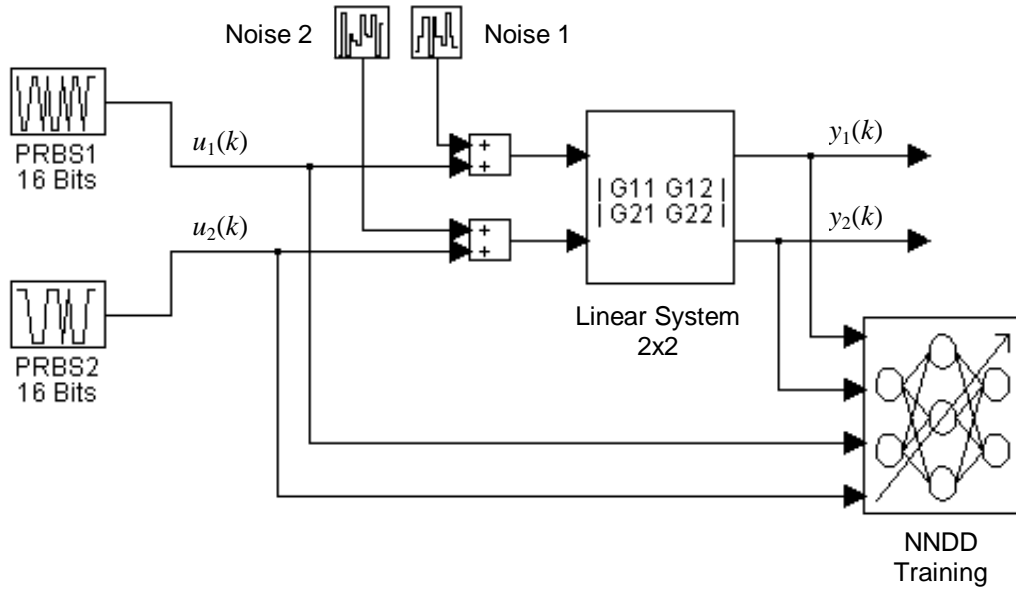 Noise 2
Noise 1
PRBS1
16 Bits
u1(k)
+
+
y1(k)
| G11 G12 |
| G21 G22 |
u2(k)
+
+
y2(k)
PRBS2
16 Bits
Linear System
2x2
NNDD
Training